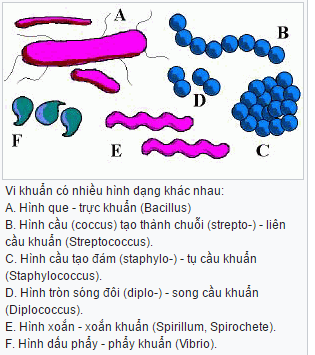 A
B
D
F
E
C
Vi khuẩn có nhiều hình dạng khác nhau:
A. Hình que - trực khuẩn (Bacillus)
B. Hình cầu (coccus) tạo thành chuỗi (strepto-) - liên
cầu khuẩn (Streptococcus).
C. Hình cầu tạo đám (staphylo-) - tụ cầu khuẩn
(Staphylococcus).
D. Hình tròn sóng đôi (diplo-) - song cầu khuẩn
(Diplococcus).
E. Hình xoắn - xoắn khuẩn (Spirillum, Spirochete).
F. Hình dấu phẩy - phẩy khuẩn (Vibrio).